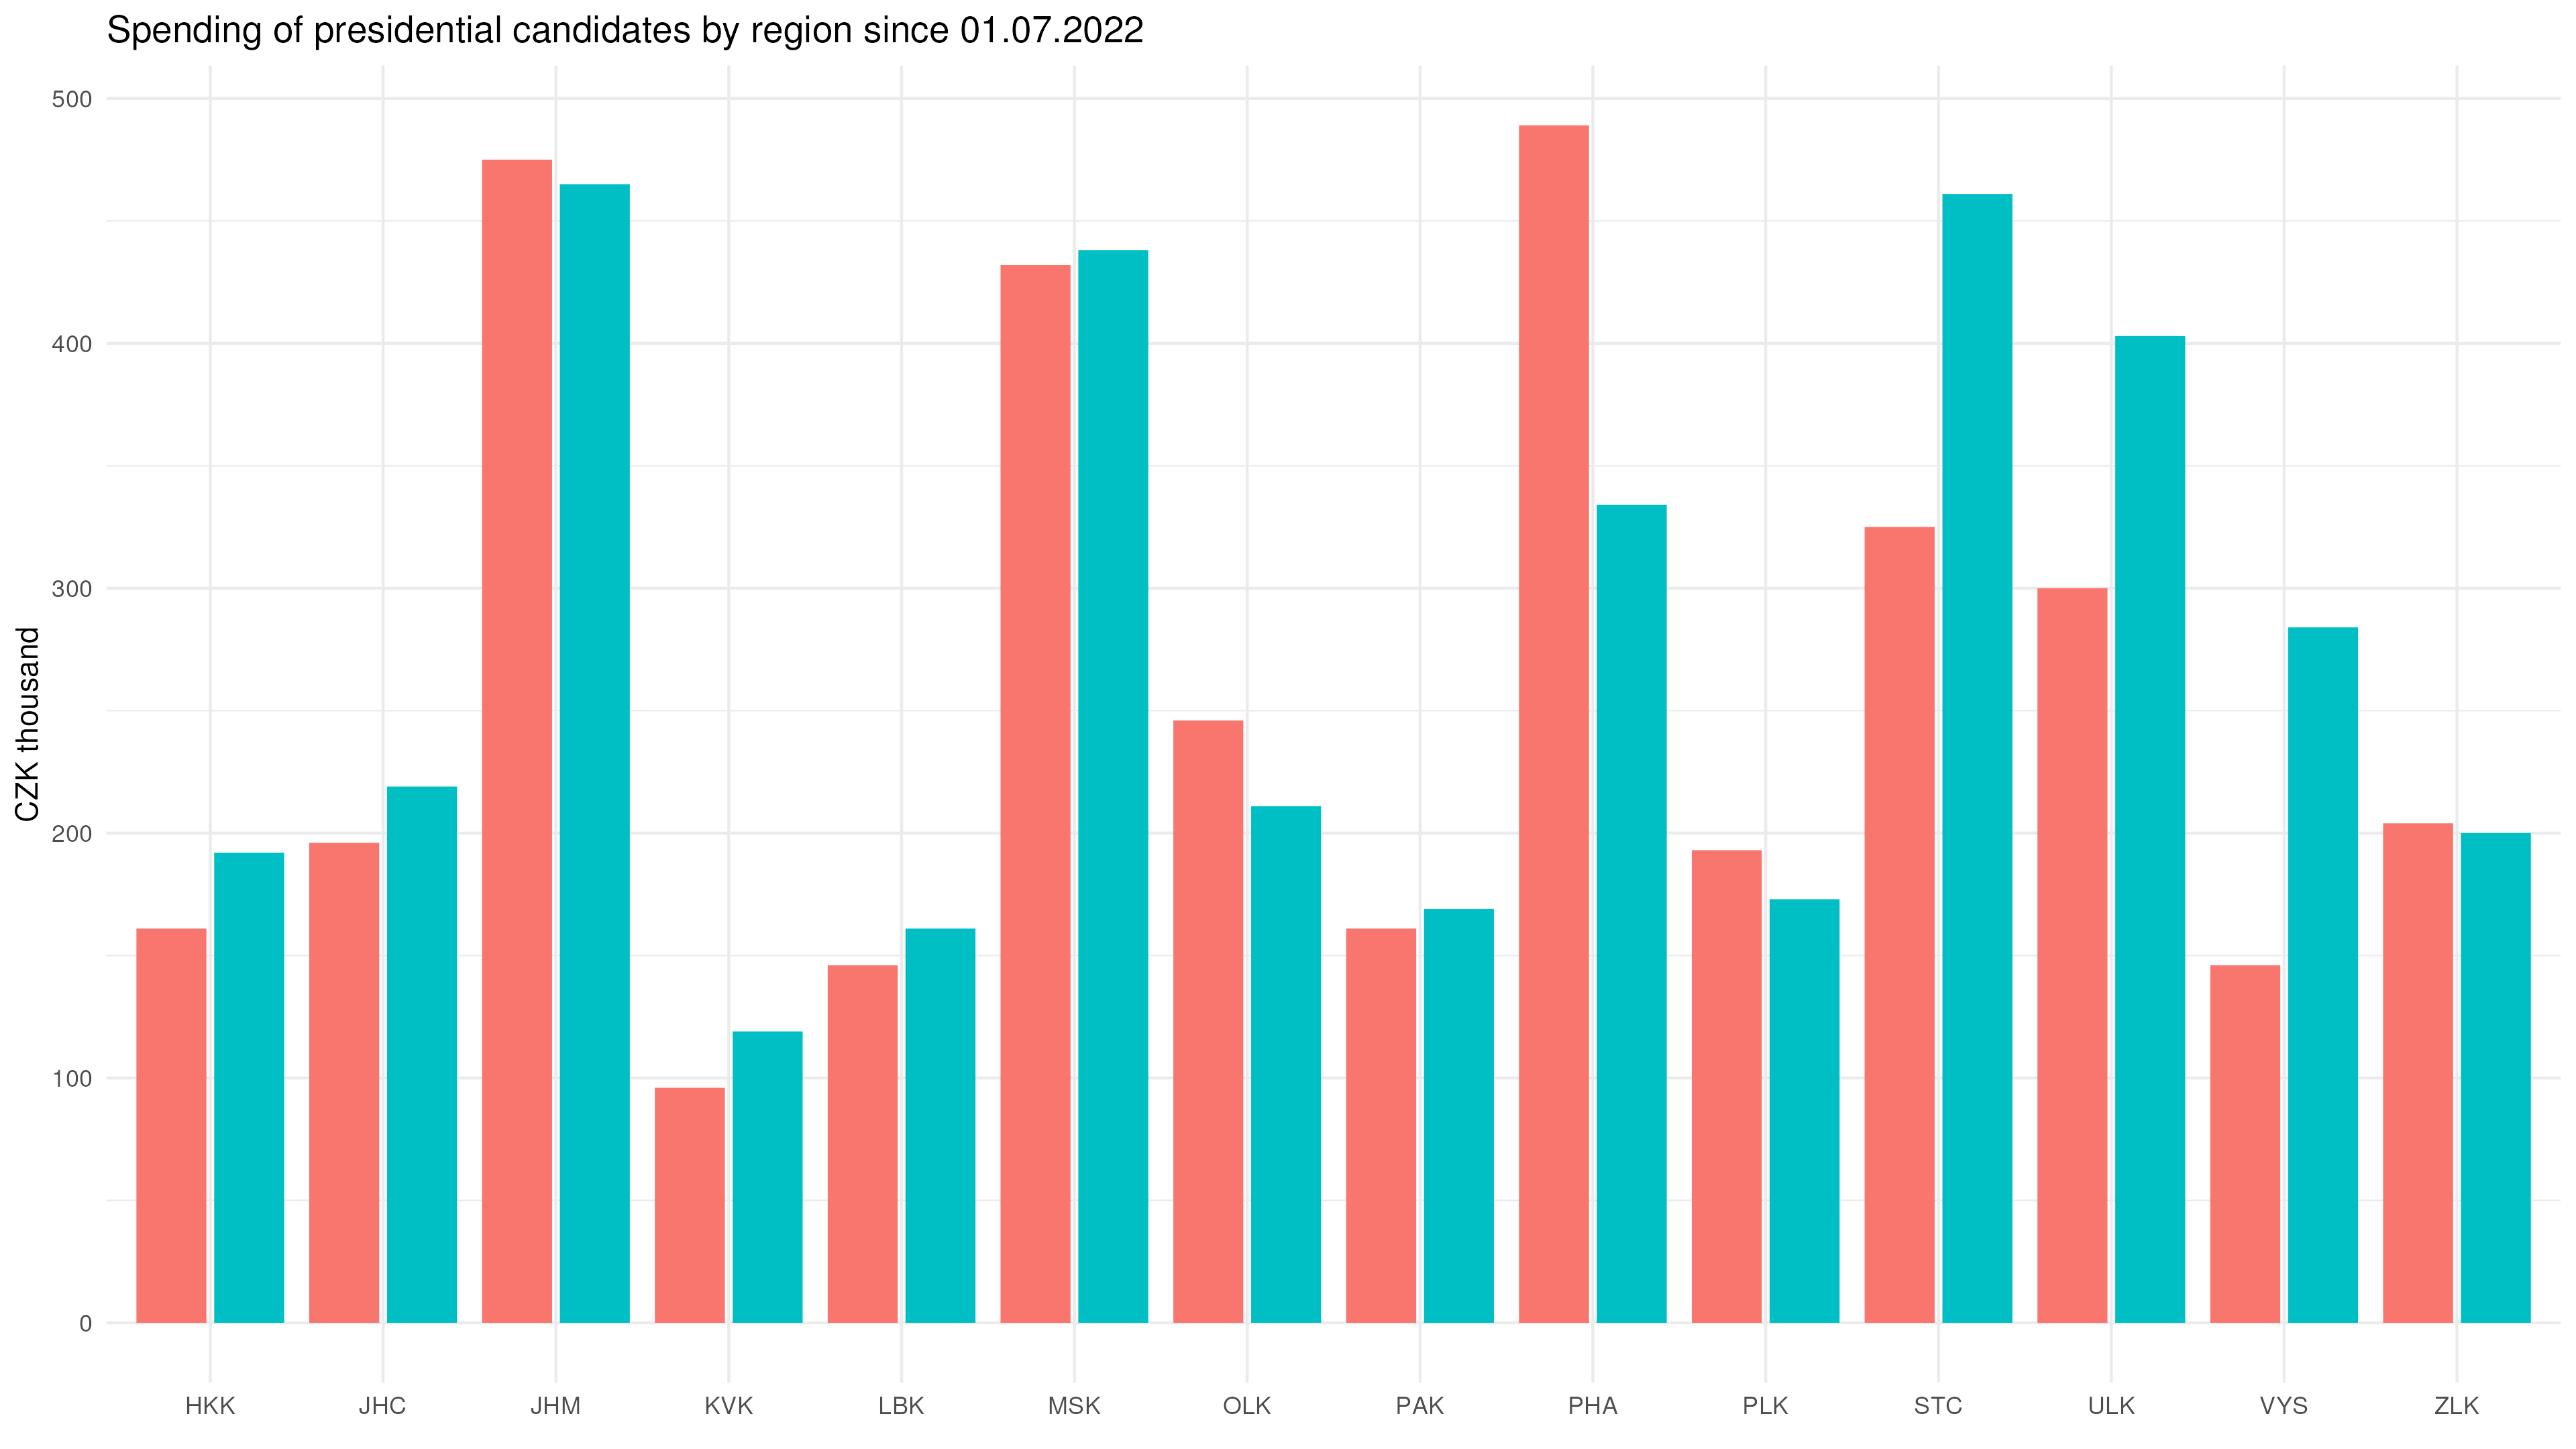 Spending of presidential candidates by region since 01.07.2022
CZK thousand
500
400
300
200
100
0
HKK JHC JHM KVK LBK MSK OLK PAK PHA PLK STC ULK VYS ZLK